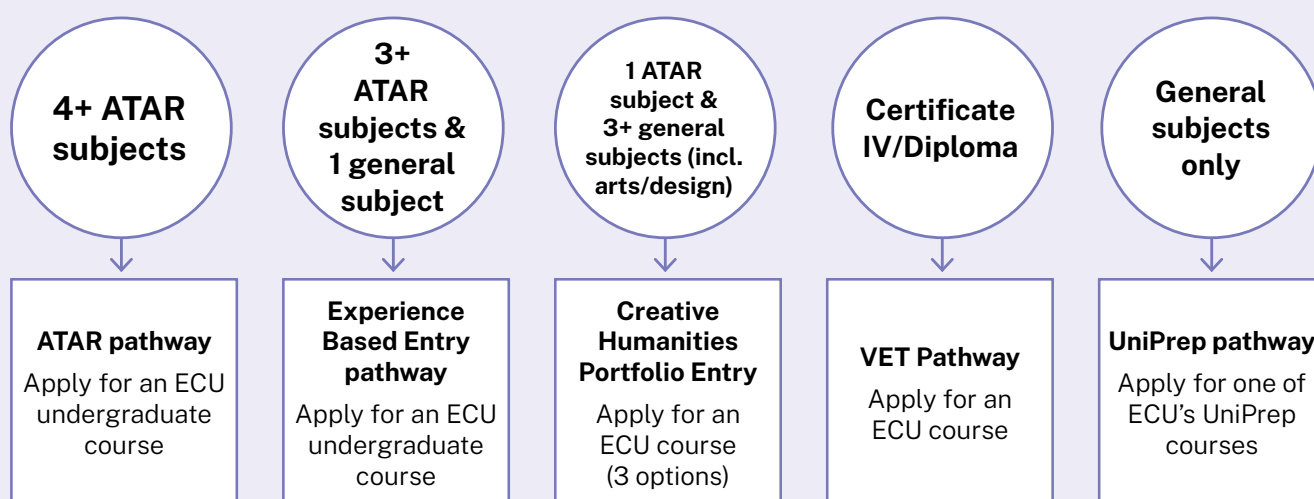 4+ ATAR
subjects
3+
ATAR
subjects &
1 general
subject
1 ATAR
subject &
3+ general
subjects (incl.
arts/design)
Certificate
IV/Diploma
General
subjects
only
ATAR pathway
Apply for an ECU
undergraduate
course
Experience
Based Entry
pathway
Apply for an ECU
undergraduate
course
Creative
Humanities
Portfolio Entry
Apply for an
ECU course
(3 options)
VET Pathway
Apply for an
ECU course
UniPrep pathway
Apply for one of
ECU's UniPrep
courses